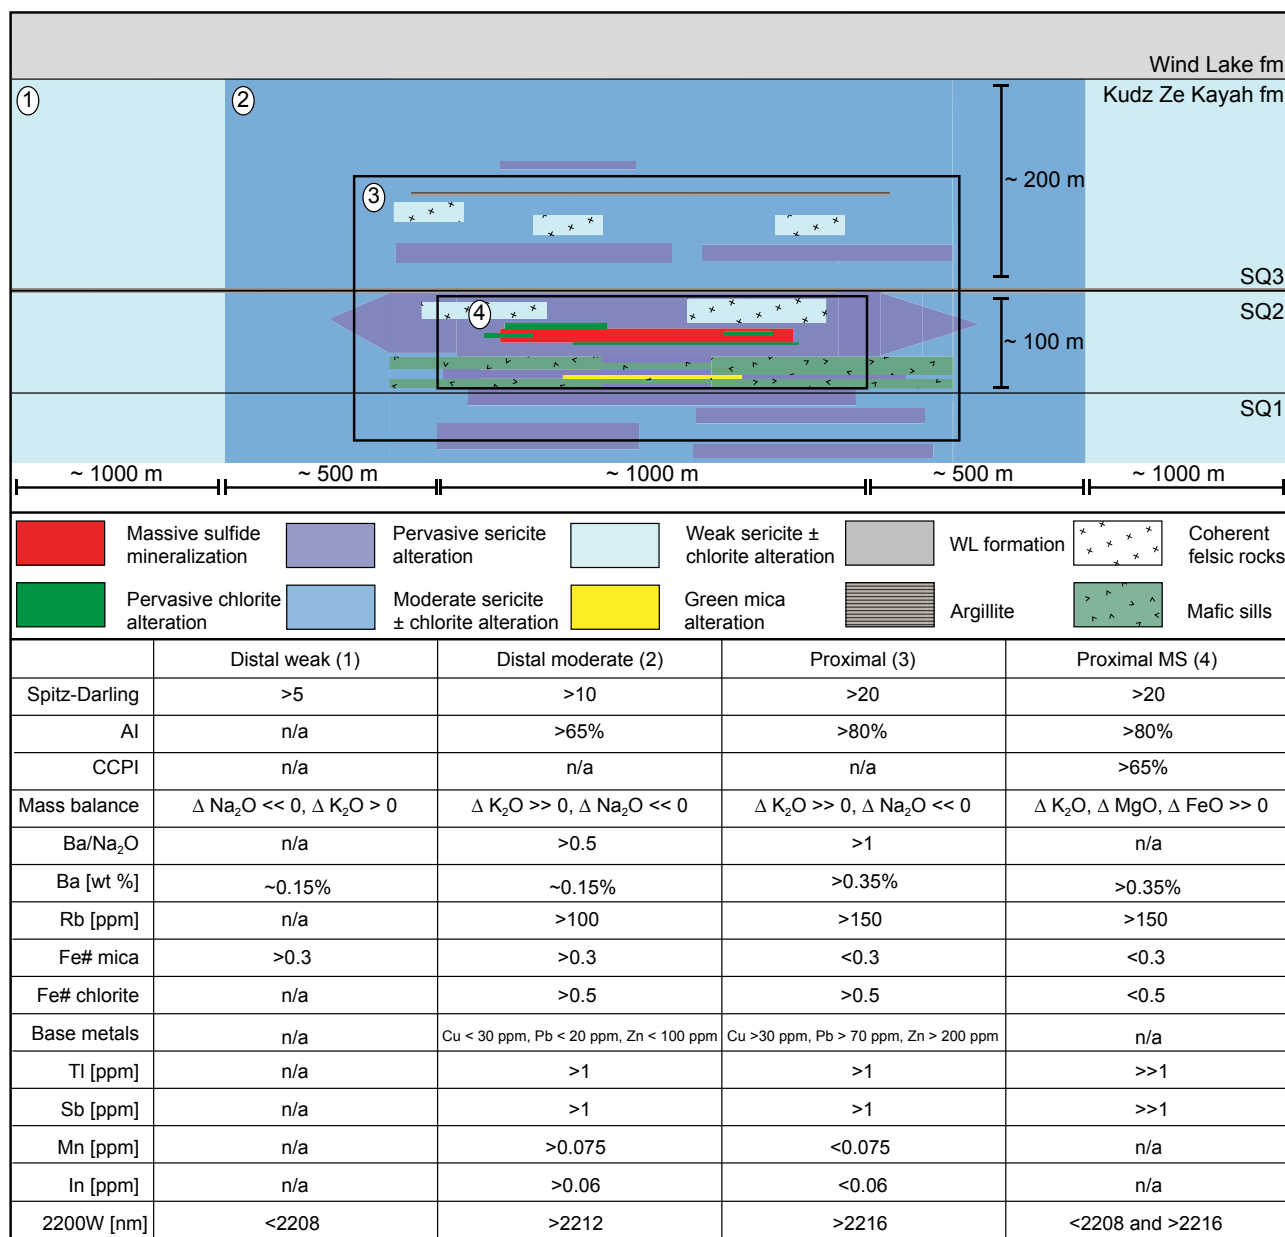 Wind Lake fm
1
2
Kudz Ze Kayah fm
~ 200 m
3
SQ3
SQ2
4
~ 100 m
SQ1
~ 1000 m
~ 500 m
~ 1000 m
~ 500 m
~ 1000 m
Massive sulfide
mineralization
Pervasive sericite
alteration
Weak sericite ±
chlorite alteration
WL formation
Coherent
felsic rocks
Pervasive chlorite
alteration
Moderate sericite
± chlorite alteration
Green mica
alteration
Argillite
Mafic sills
Distal weak (1) Distal moderate (2) Proximal (3) Proximal MS (4)
Spitz-Darling >5 >10 >20 >20
AI n/a >65% >80% >80%
CCPI n/a n/a n/a >65%
Mass balance Δ Na₂O << 0, Δ K₂O > 0 Δ K₂O >> 0, Δ Na₂O << 0 Δ K₂O >> 0, Δ Na₂O << 0 Δ K₂O, Δ MgO, Δ FeO >> 0
Ba/Na₂O n/a >0.5 >1 n/a
Ba [wt %] ~0.15% ~0.15% >0.35% >0.35%
Rb [ppm] n/a >100 >150 >150
Fe# mica >0.3 >0.3 <0.3 <0.3
Fe# chlorite n/a >0.5 >0.5 <0.5
Base metals n/a Cu < 30 ppm, Pb < 20 ppm, Zn < 100 ppm Cu >30 ppm, Pb > 70 ppm, Zn > 200 ppm n/a
Tl [ppm] n/a >1 >1 >>1
Sb [ppm] n/a >1 >1 >>1
Mn [ppm] n/a >0.075 <0.075 n/a
In [ppm] n/a >0.06 <0.06 n/a
2200W [nm] <2208 >2212 >2216 <2208 and >2216